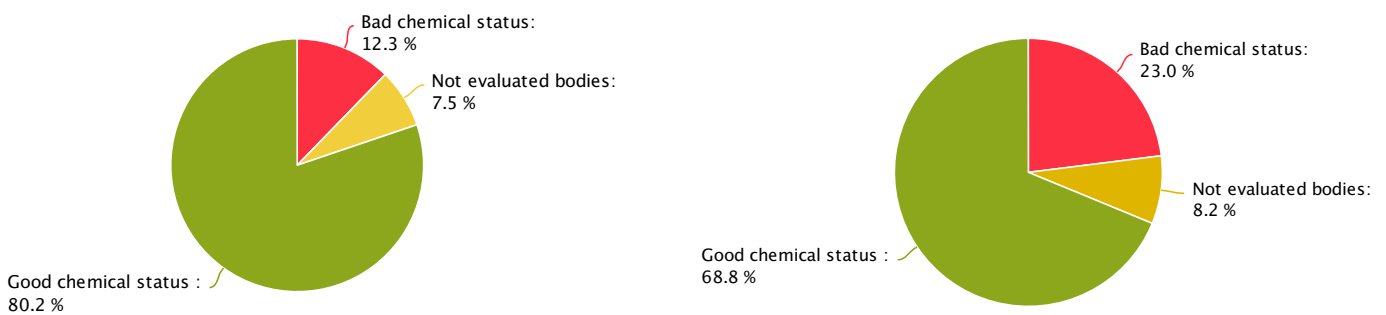 Bad chemical status:
12.3 %
Not evaluated bodies:
7.5 %
Good chemical status :
80.2 %
Bad chemical status:
23.0 %
Not evaluated bodies:
8.2 %
Good chemical status :
68.8 %